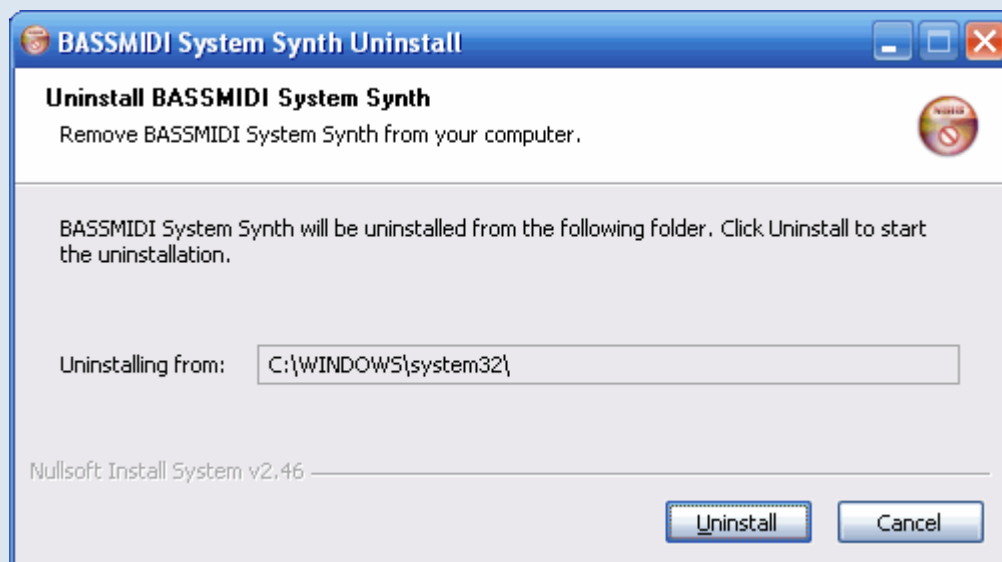 BASSMIDI System Synth Uninstall
Uninstall BASSMIDI System Synth
Remove BASSMIDI System Synth from your computer.
BASSMIDI System Synth will be uninstalled from the following folder. Click Uninstall to start
the uninstallation.
Uninstalling from: C:\WINDOWS\system32\
Nullsoft Install System v2.46
Uninstall Cancel